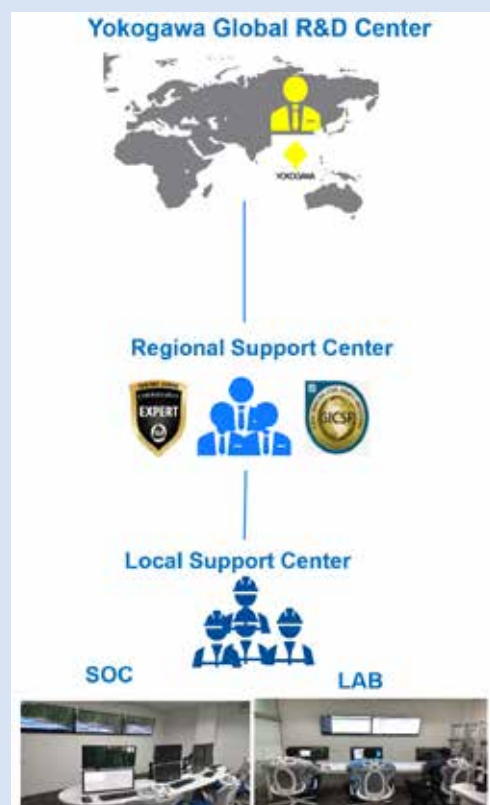 Yokogawa Global R&D Center
YOKOGAWA
Regional Support Center
EXPERT
GICSP
Local Support Center
SOC
LAB